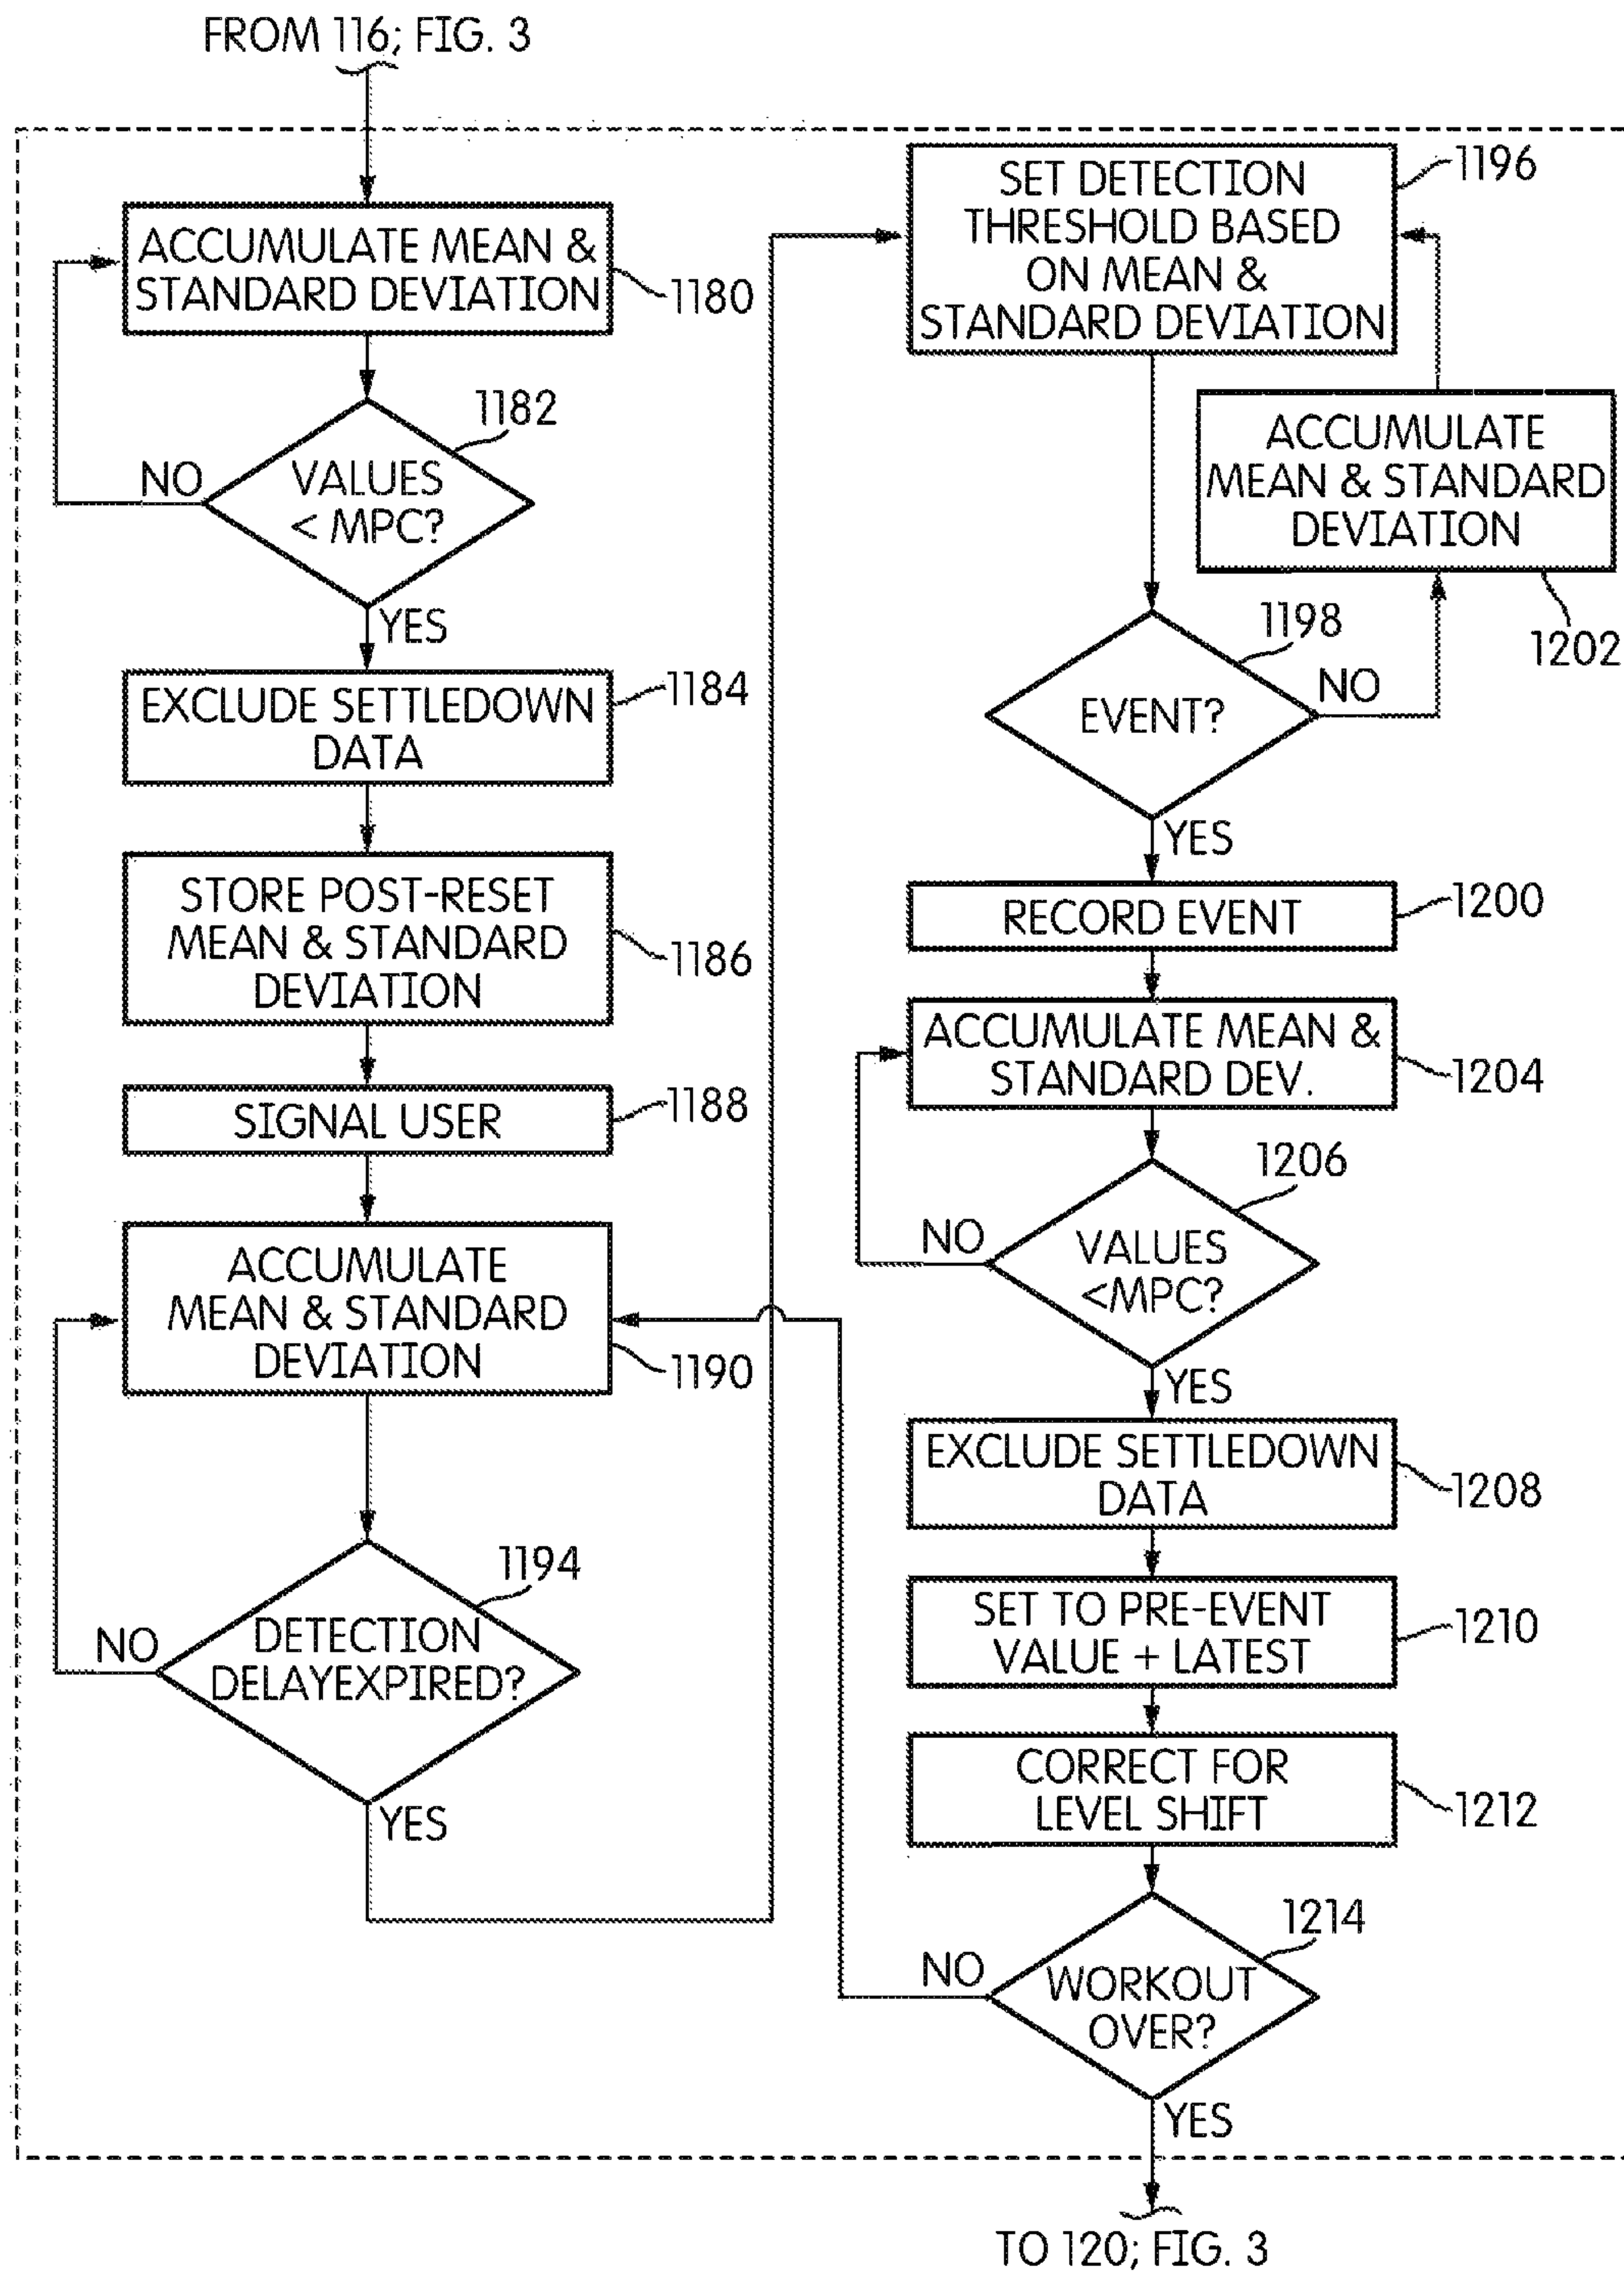 FROM 116; FIG. 3
ACCUMULATE MEAN &
STANDARD DEVIATION
1180
1182
VALUES
< MPC?
NO
YES
EXCLUDE SETTLEDOWN
DATA
1184
STORE POST-RESET
MEAN & STANDARD
DEVIATION
1186
SIGNAL USER
1188
ACCUMULATE
MEAN & STANDARD
DEVIATION
1190
1194
DETECTION
DELAYEXPIRED?
NO
YES
SET DETECTION
THRESHOLD BASED
ON MEAN &
STANDARD DEVIATION
1196
ACCUMULATE
MEAN & STANDARD
DEVIATION
1202
1198
EVENT?
NO
YES
RECORD EVENT
1200
ACCUMULATE MEAN &
STANDARD DEV.
1204
1206
VALUES
<MPC?
NO
YES
EXCLUDE SETTLEDOWN
DATA
1208
SET TO PRE-EVENT
VALUE + LATEST
1210
CORRECT FOR
LEVEL SHIFT
1212
1214
WORKOUT
OVER?
NO
YES
TO 120; FIG. 3